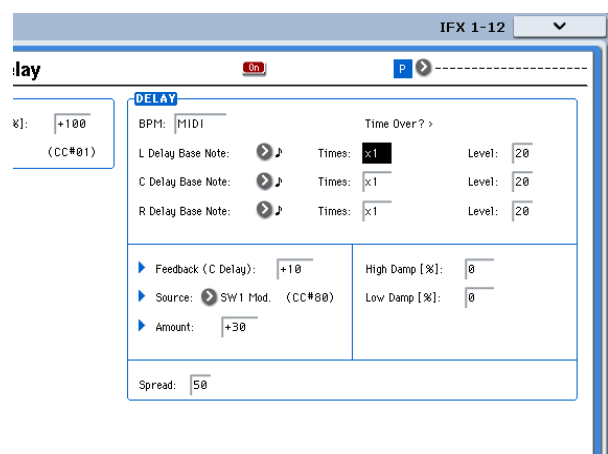 IFX 1-12
lay On P ----------------
DELAY
%]: +100 BPM: MIDI Time Over? >
(CC#01) L Delay Base Note: ♪ Times: x1 Level: 20
C Delay Base Note: ♪ Times: x1 Level: 20
R Delay Base Note: ♪ Times: x1 Level: 20
Feedback (C Delay): +10 High Damp [%]: 0
Source: SW1 Mod. (CC#80) Low Damp [%]: 0
Amount: +30
Spread: 50